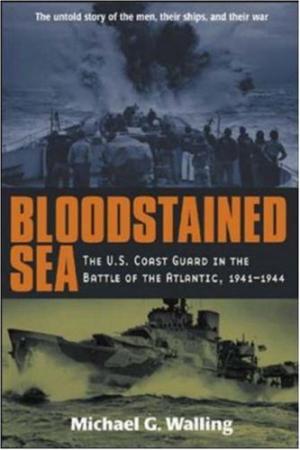 The untold story of the men, their ships, and their war
BLOODSTAINED
SEA
THE U.S. COAST GUARD IN THE
BATTLE OF THE ATLANTIC, 1941–1944
Michael G. Walling